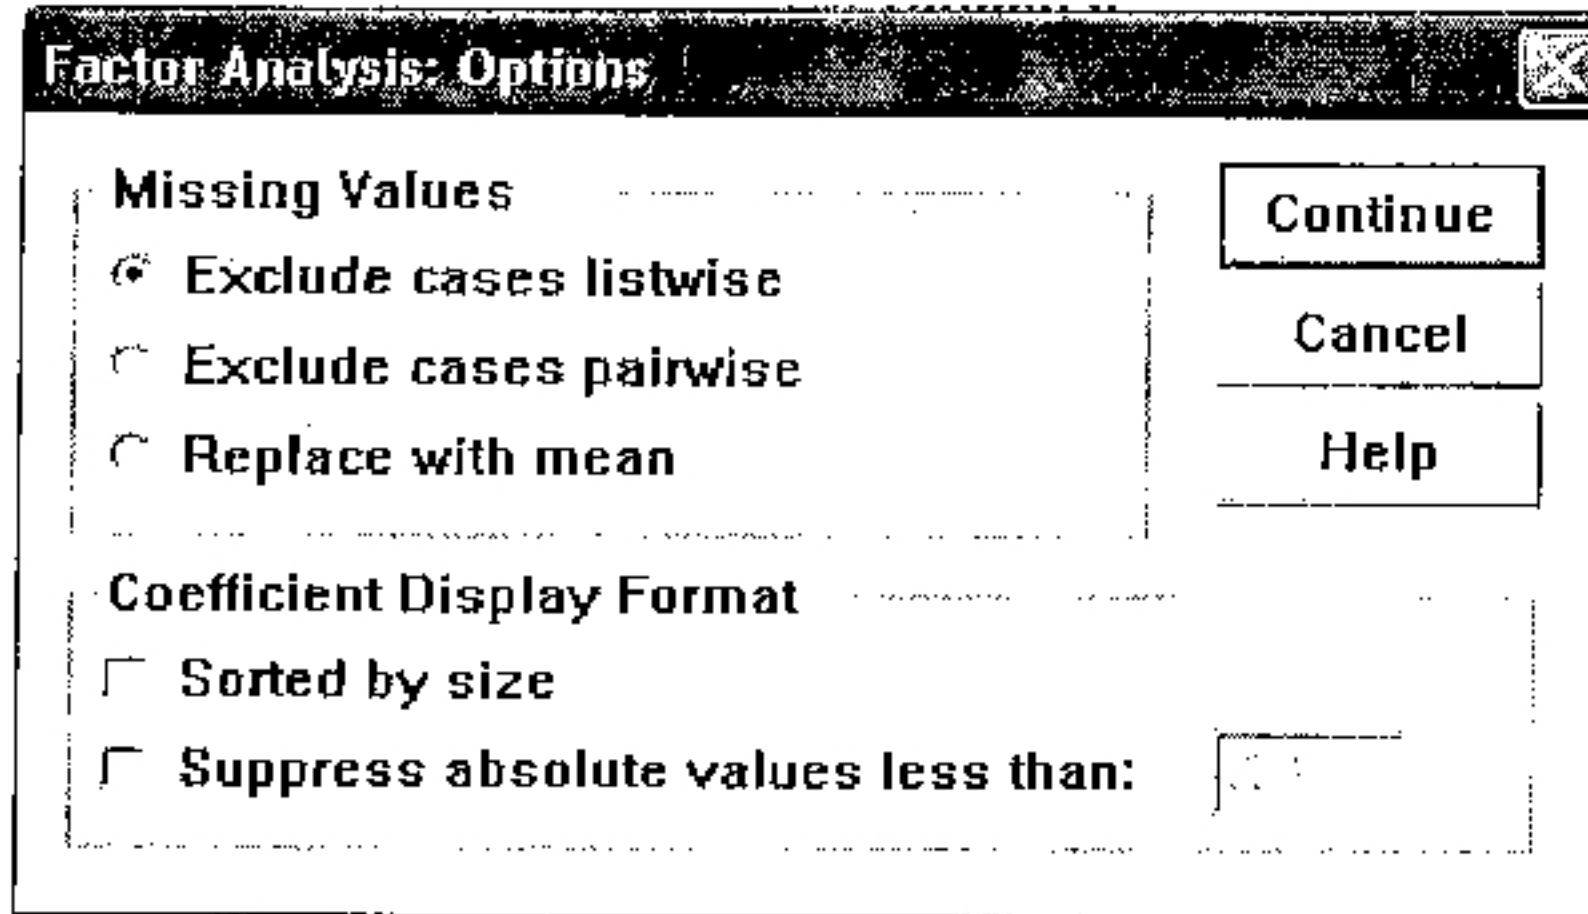 Factor Analysis: Options
Missing Values
Exclude cases listwise
Exclude cases pairwise
Replace with mean
Continue
Cancel
Help
Coefficient Display Format
Sorted by size
Suppress absolute values less than: